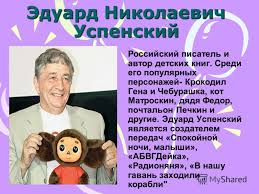 Эдуард Николаевич
Успенский
Российский писатель и
автор детских книг. Среди
его популярных
персонажей- Крокодил
Гена и Чебурашка, кот
Матроскин, дядя Федор,
почтальон Печкин и
другие. Эдуард Успенский
является создателем
передач «Спокойной
ночи, малыши»,
«АБВГДейка»,
«Радионяня», «В нашу
гавань заходили
корабли"
MyShared